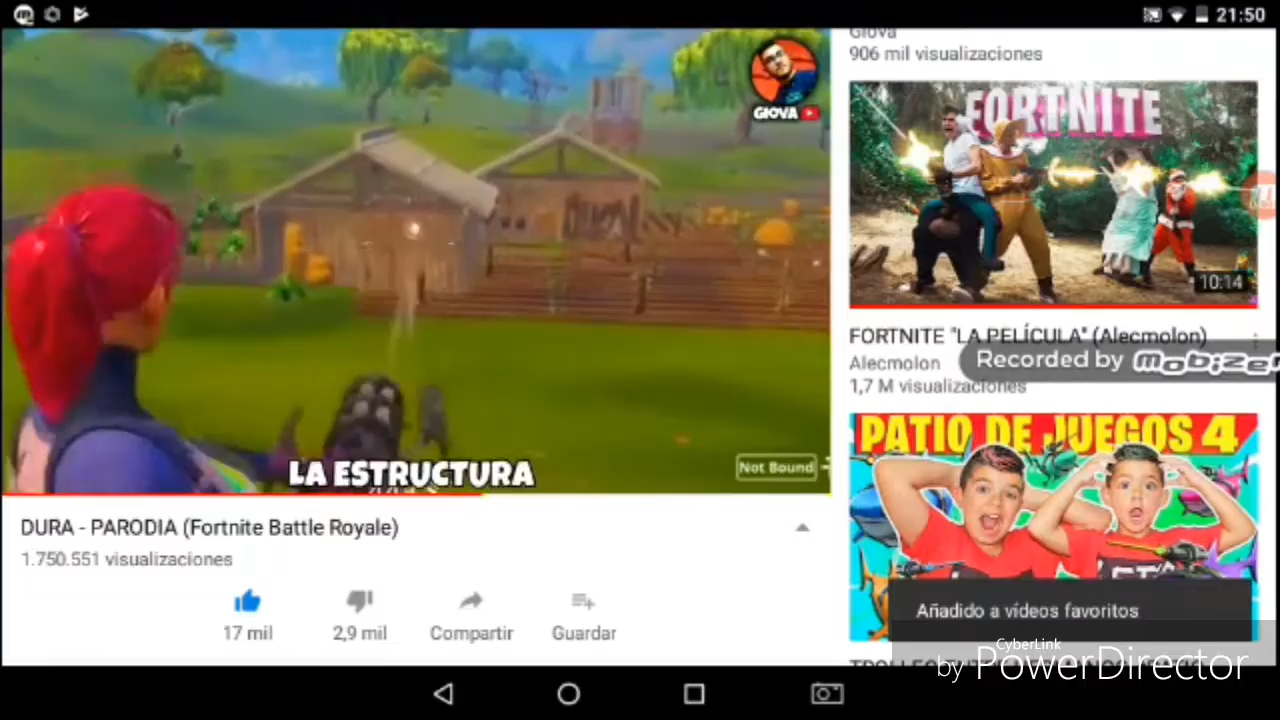 21:50
GIOVA
LA ESTRUCTURA
Not Bound
DURA - PARODIA (Fortnite Battle Royale)
1.750.551 visualizaciones
17 mil
2,9 mil
Compartir
Guardar
Giova
906 mil visualizaciones
FORTNITE
10:14
FORTNITE "LA PELÍCULA" (Alecmolon)
Alecmolon
1,7 M visualizaciones
Recorded by mobizen
PATIO DE JUEGOS 4
Añadido a vídeos favoritos
CyberLink
by PowerDirector